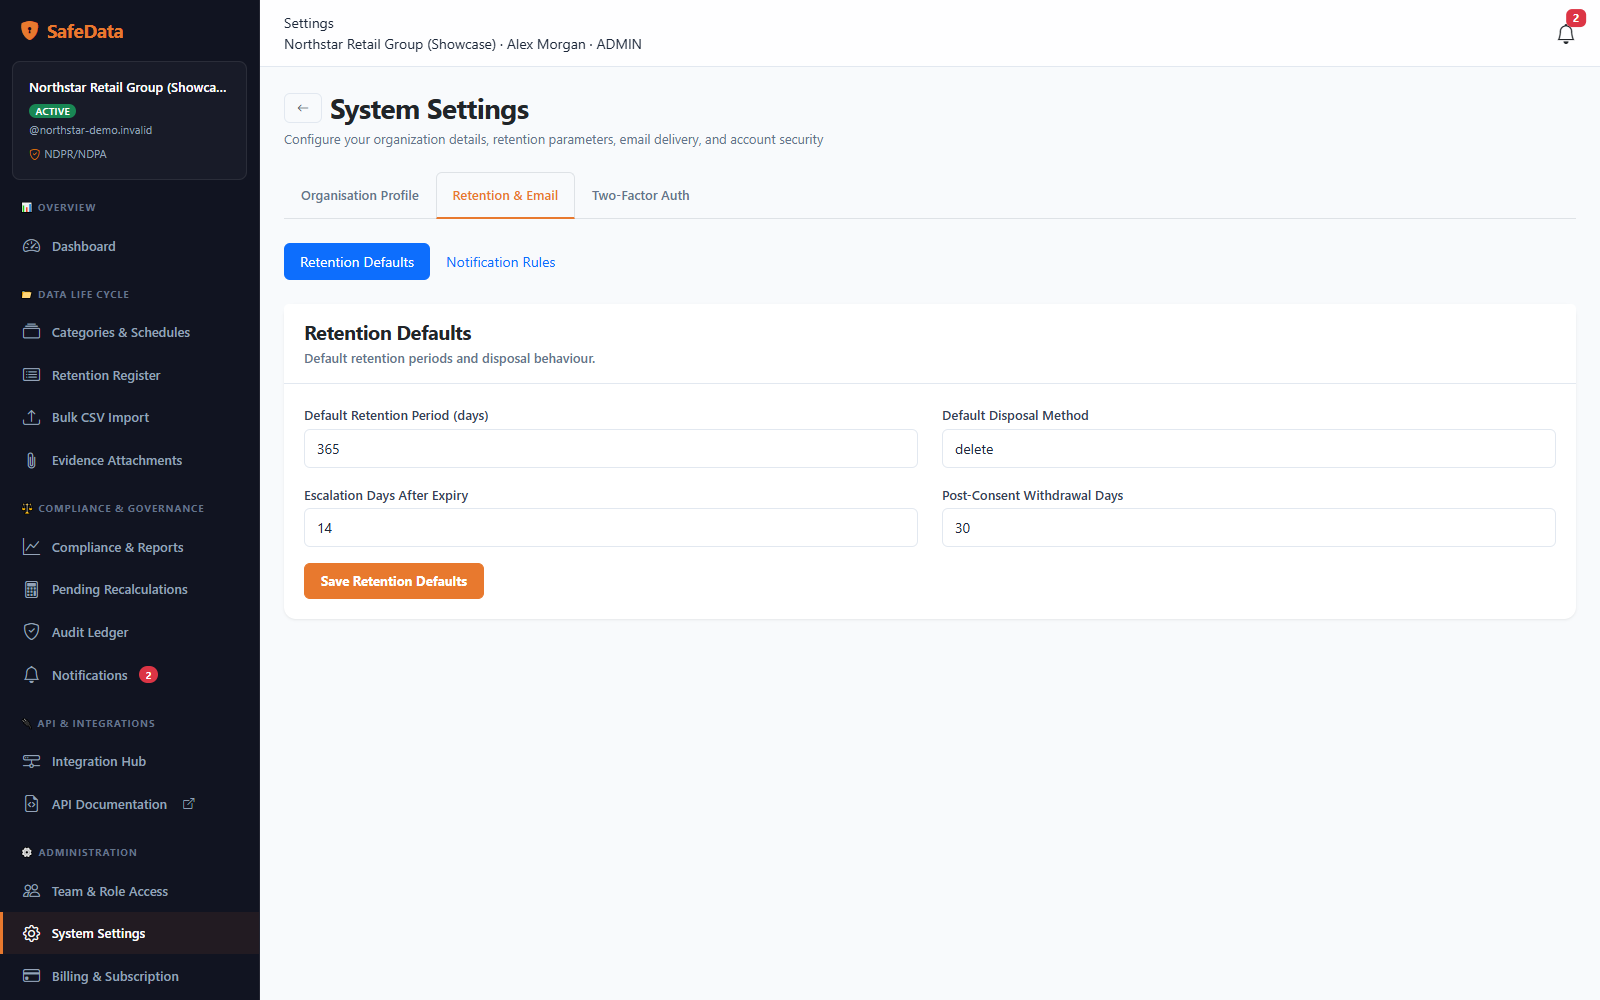 SafeData
Northstar Retail Group (Showca...
ACTIVE
@northstar-demo.invalid
NDPR/NDPA
OVERVIEW
Dashboard
DATA LIFE CYCLE
Categories & Schedules
Retention Register
Bulk CSV Import
Evidence Attachments
COMPLIANCE & GOVERNANCE
Compliance & Reports
Pending Recalculations
Audit Ledger
Notifications 2
API & INTEGRATIONS
Integration Hub
API Documentation
ADMINISTRATION
Team & Role Access
System Settings
Billing & Subscription
Settings
Northstar Retail Group (Showcase) · Alex Morgan · ADMIN
2
System Settings
Configure your organization details, retention parameters, email delivery, and account security
Organisation Profile Retention & Email Two-Factor Auth
Retention Defaults Notification Rules
Retention Defaults
Default retention periods and disposal behaviour.
Default Retention Period (days) Default Disposal Method
365 delete
Escalation Days After Expiry Post-Consent Withdrawal Days
14 30
Save Retention Defaults